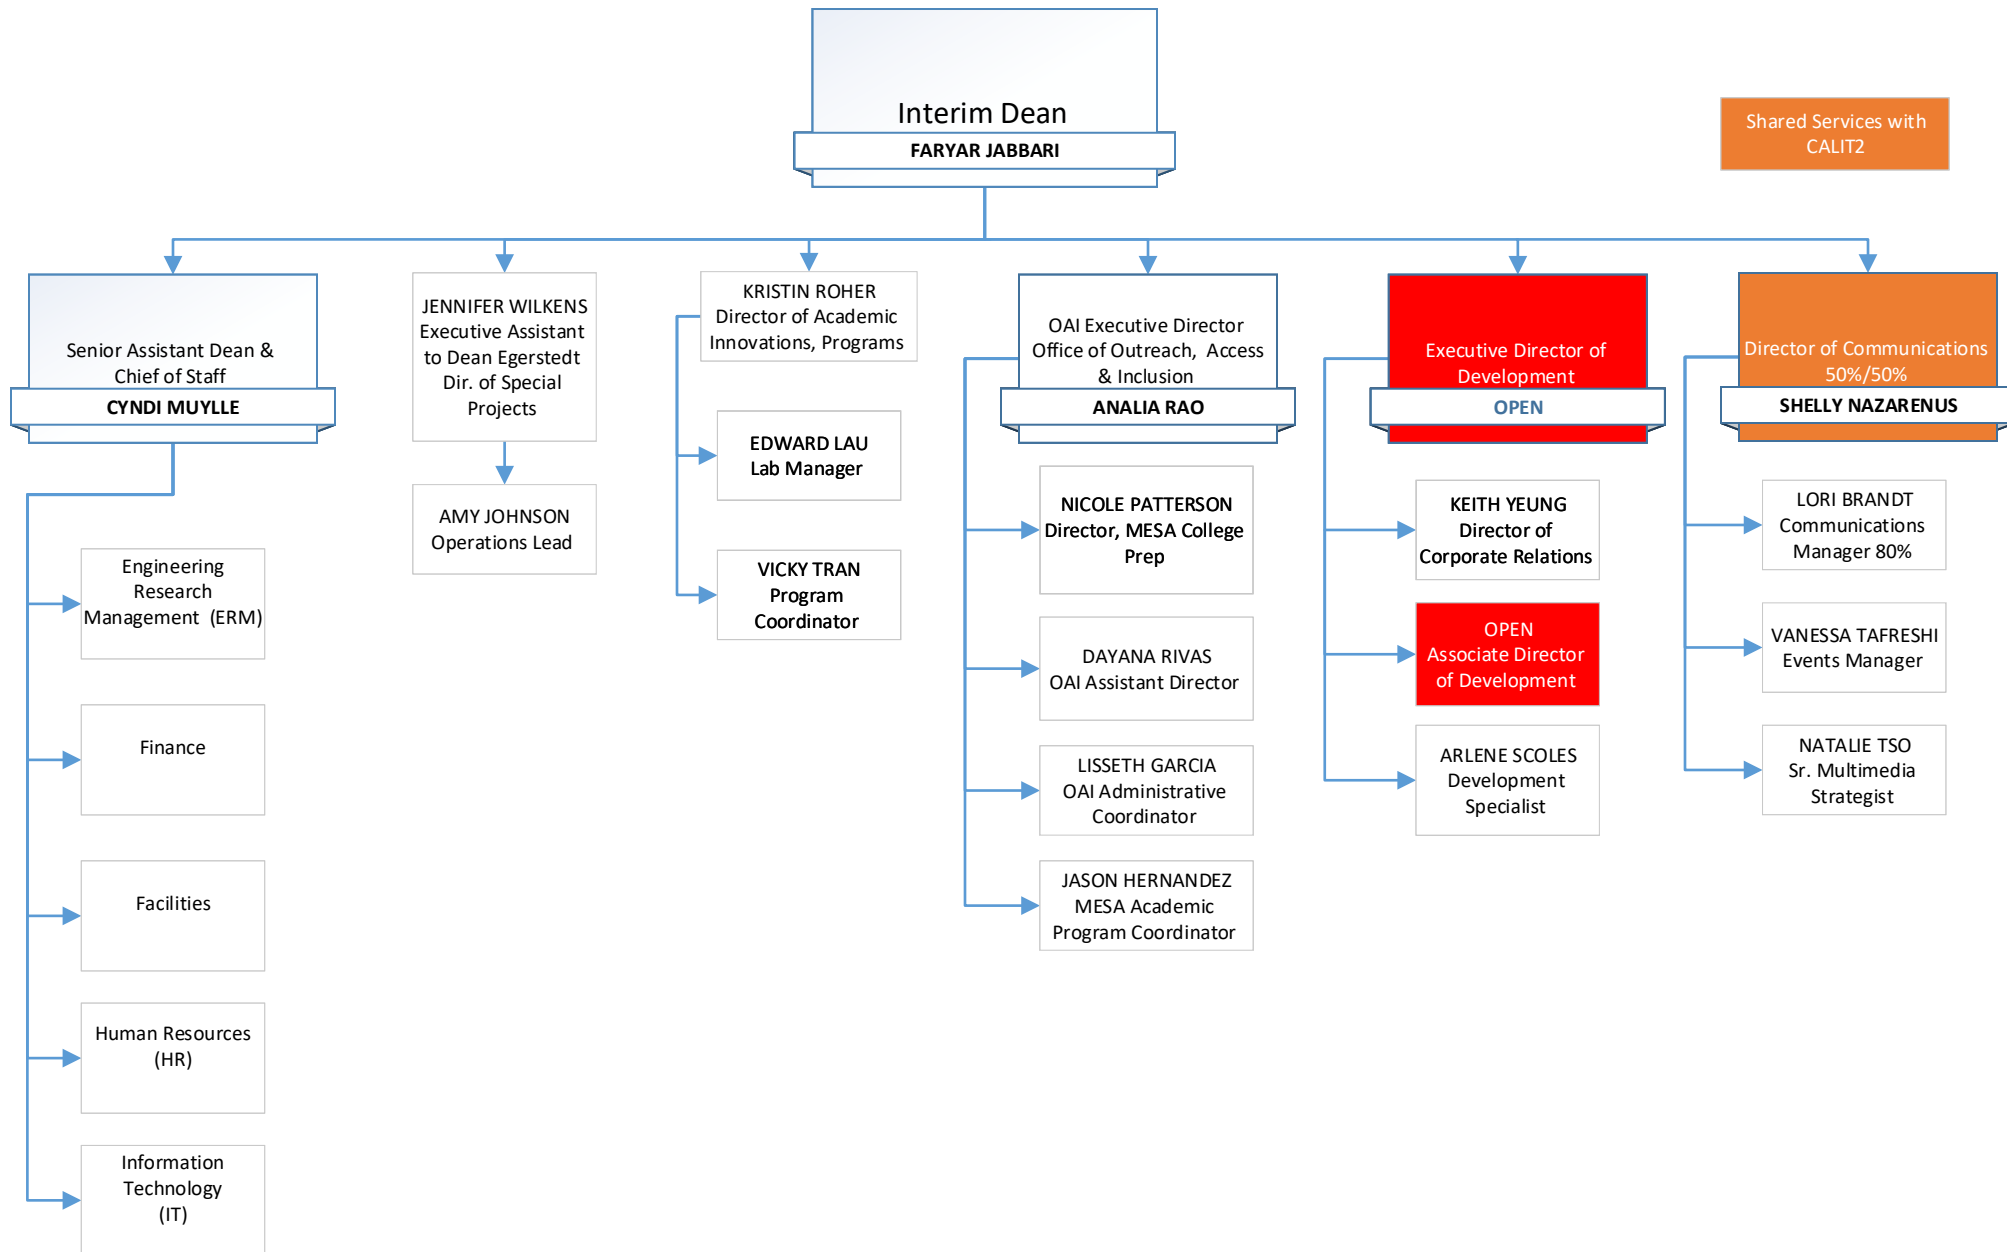 Interim Dean
FARYAR JABBARI
Shared Services with
CALIT2
Senior Assistant Dean &
Chief of Staff
CYNDI MUYLLE
Engineering
Research
Management (ERM)
Finance
Facilities
Human Resources
(HR)
Information
Technology
(IT)
JENNIFER WILKENS
Executive Assistant
to Dean Egerstedt
Dir. of Special
Projects
AMY JOHNSON
Operations Lead
KRISTIN ROHER
Director of Academic
Innovations, Programs
EDWARD LAU
Lab Manager
VICKY TRAN
Program
Coordinator
OAI Executive Director
Office of Outreach, Access
& Inclusion
ANALIA RAO
NICOLE PATTERSON
Director, MESA College
Prep
DAYANA RIVAS
OAI Assistant Director
LISSETH GARCIA
OAI Administrative
Coordinator
JASON HERNANDEZ
MESA Academic
Program Coordinator
Executive Director of
Development
OPEN
KEITH YEUNG
Director of
Corporate Relations
OPEN
Associate Director
of Development
ARLENE SCOLES
Development
Specialist
Director of Communications
50%/50%
SHELLY NAZARENUS
LORI BRANDT
Communications
Manager 80%
VANESSA TAFRESHI
Events Manager
NATALIE TSO
Sr. Multimedia
Strategist